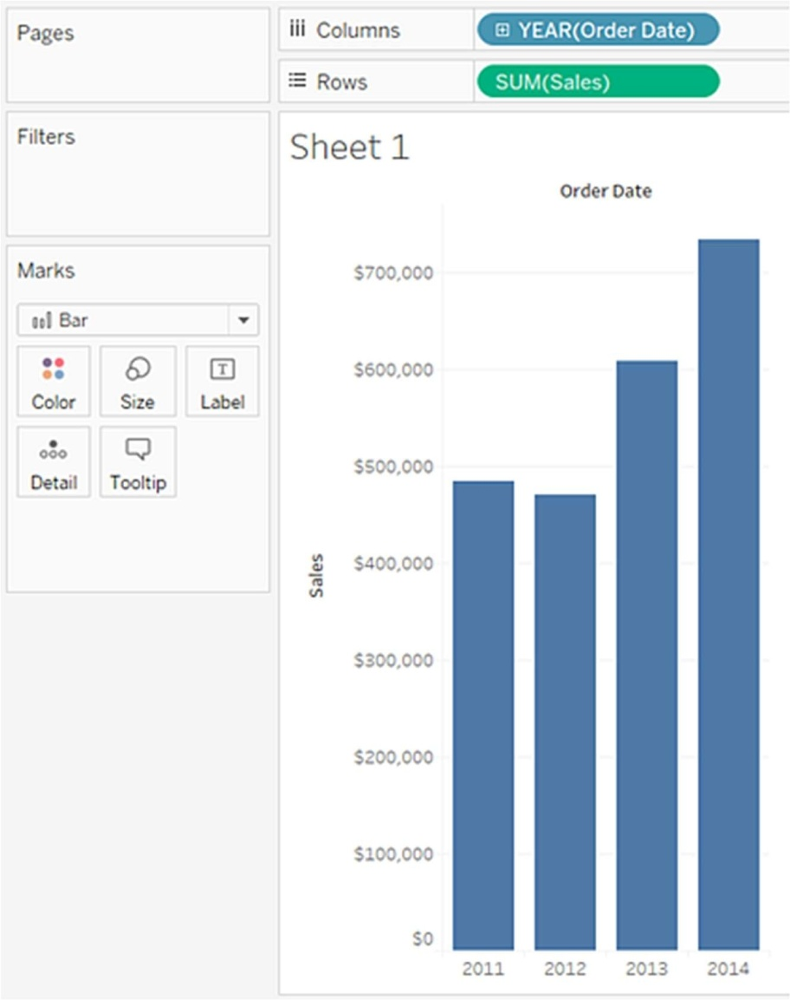 Pages
Columns
YEAR(Order Date)
Rows
SUM(Sales)
Filters
Sheet 1
Order Date
Marks
Bar
Color
Size
Label
Detail
Tooltip
Sales
$700,000
$600,000
$500,000
$400,000
$300,000
$200,000
$100,000
$0
2011 2012 2013 2014